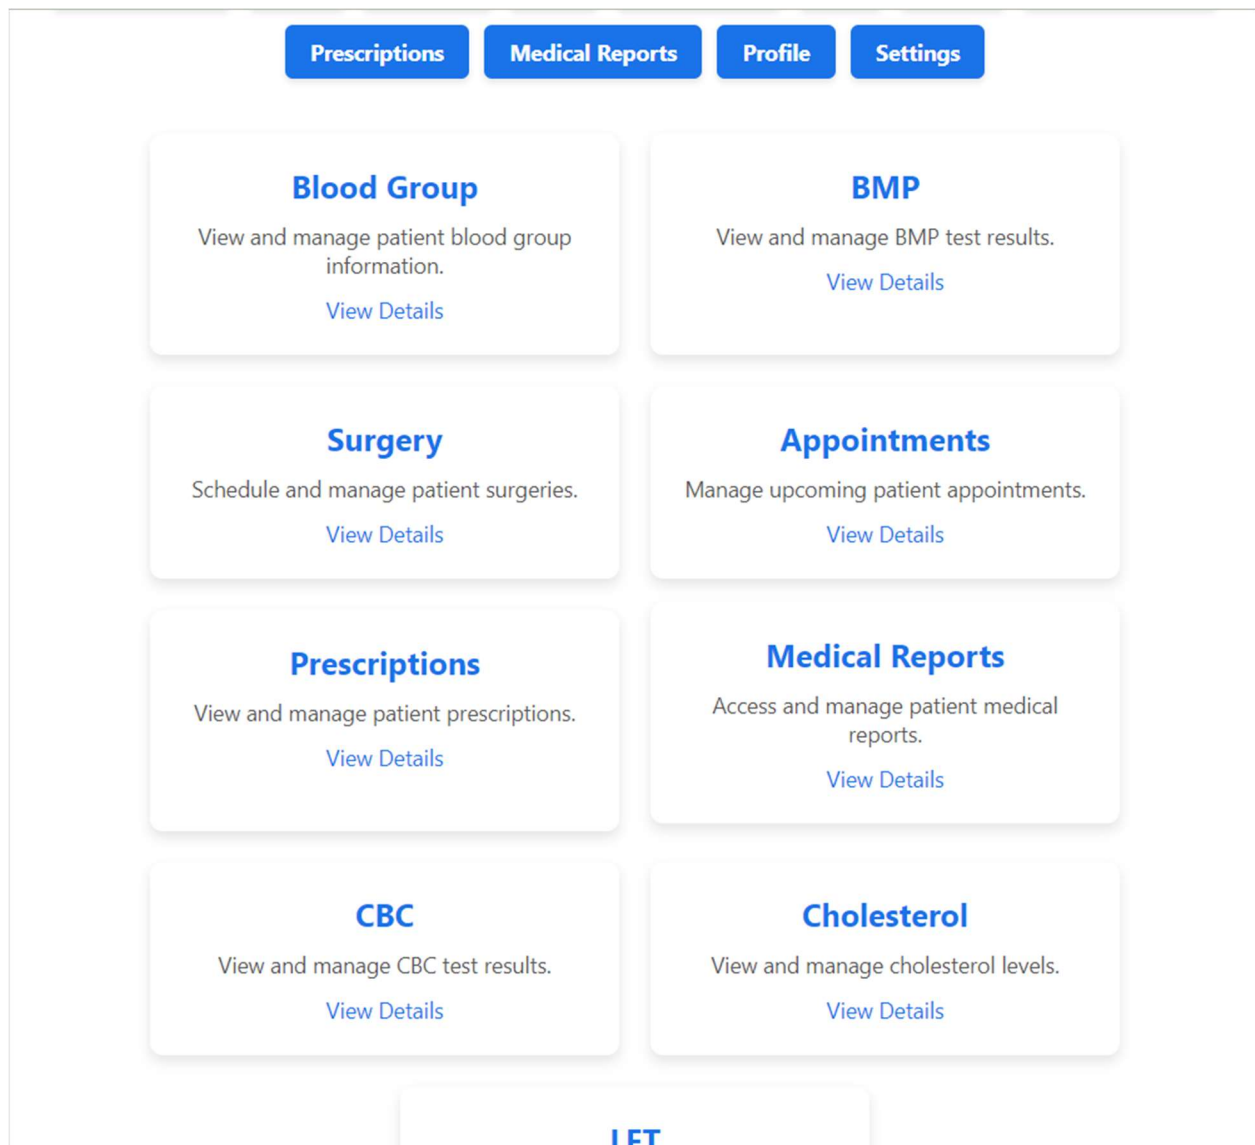 Prescriptions Medical Reports Profile Settings
Blood Group
View and manage patient blood group
information.
View Details
BMP
View and manage BMP test results.
View Details
Surgery
Schedule and manage patient surgeries.
View Details
Appointments
Manage upcoming patient appointments.
View Details
Prescriptions
View and manage patient prescriptions.
View Details
Medical Reports
Access and manage patient medical
reports.
View Details
CBC
View and manage CBC test results.
View Details
Cholesterol
View and manage cholesterol levels.
View Details
LFT